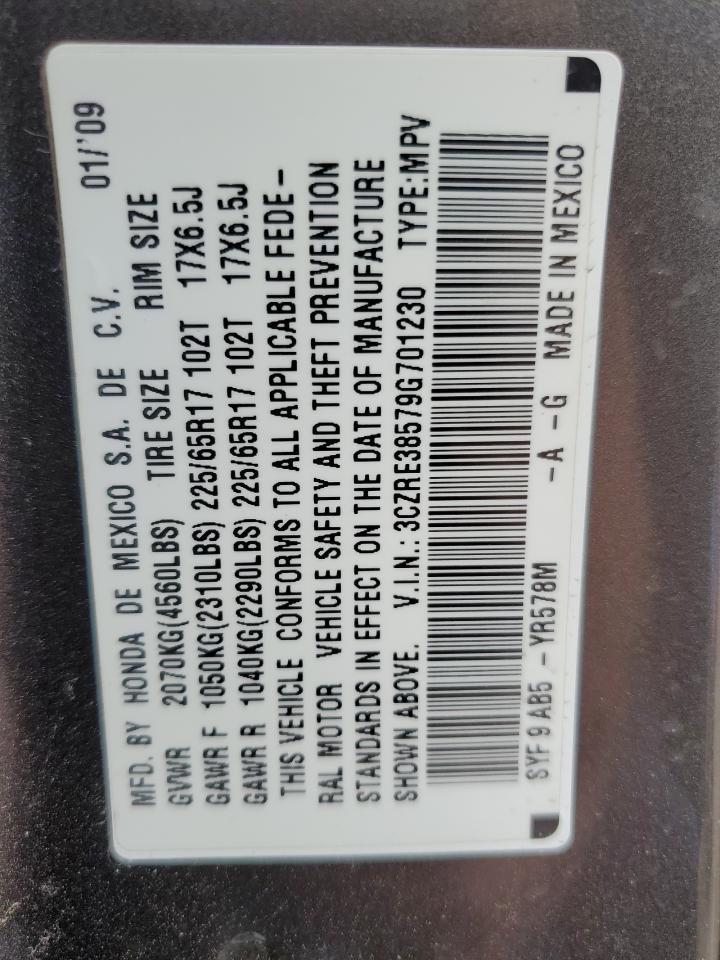 MFD. BY HONDA DE MEXICO S.A. DE C.V. 01/'09
GVWR 2070KG(4560LBS) TIRE SIZE RIM SIZE
GAWR F 1050KG(2310LBS) 225/65R17 102T 17X6.5J
GAWR R 1040KG(2290LBS) 225/65R17 102T 17X6.5J
THIS VEHICLE CONFORMS TO ALL APPLICABLE FEDE-
RAL MOTOR VEHICLE SAFETY AND THEFT PREVENTION
STANDARDS IN EFFECT ON THE DATE OF MANUFACTURE
SHOWN ABOVE. V.I.N.: 3CZRE38579G701230 TYPE:MPV
SYF9AB5 - YR578M -A -G MADE IN MEXICO